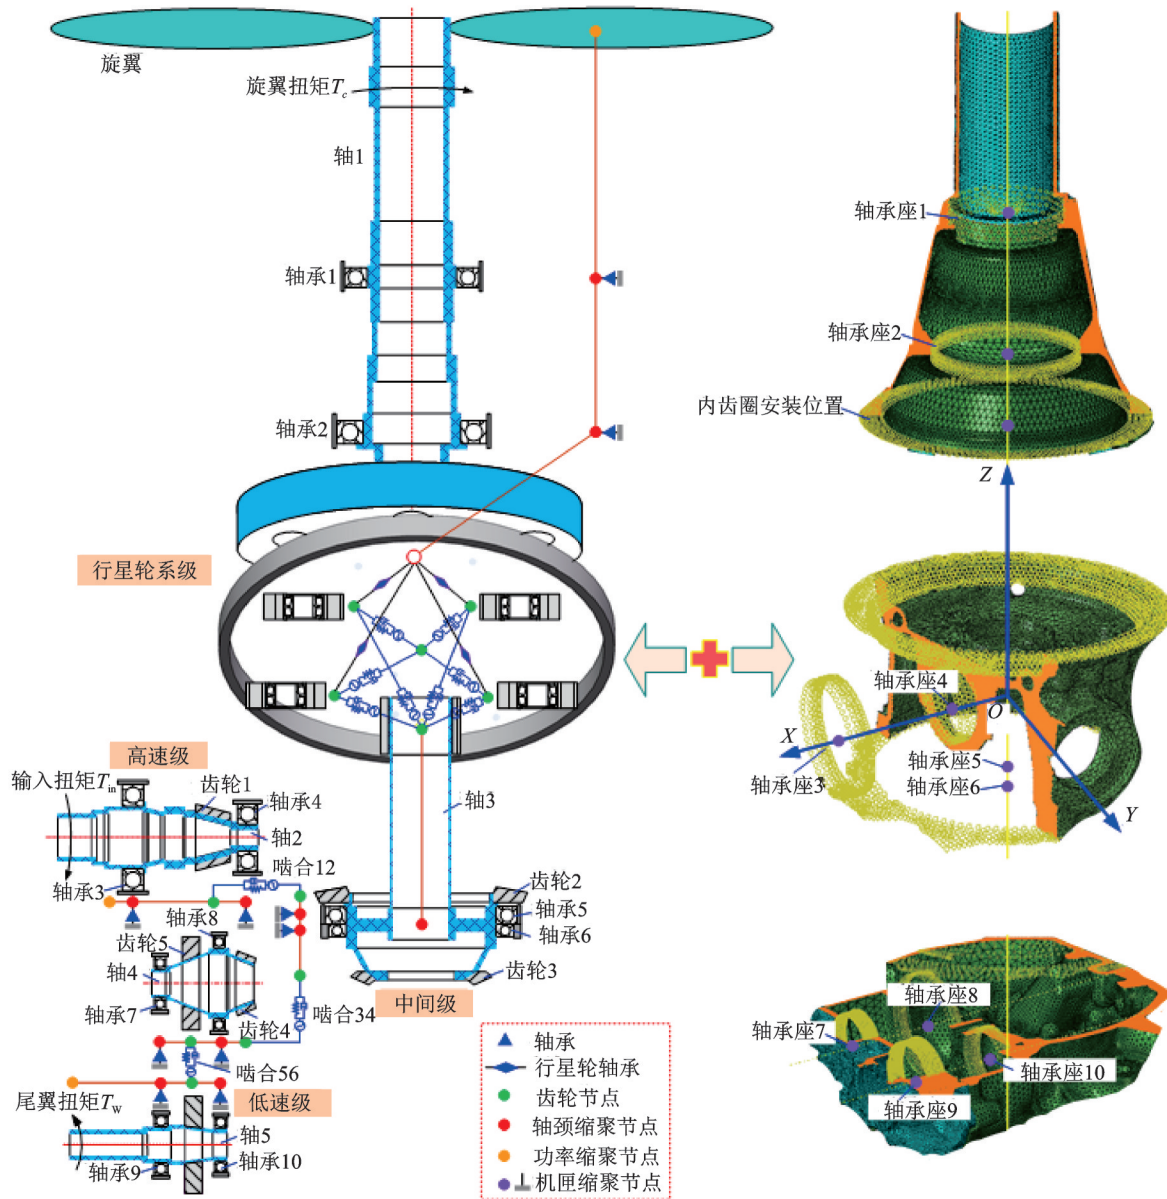 旋翼
旋翼扭矩Tc
轴1
轴承1
轴承2
行星轮系级
高速级
输入扭矩Tin
齿轮1
轴承4
轴2
轴承3
啮合12
轴3
齿轮2
轴承5
轴承6
齿轮3
中间级
轴承8
齿轮5
轴4
轴承7
齿轮4
啮合34
啮合56
低速级
尾翼扭矩Tw
轴5
轴承9
轴承10
轴承
行星轮轴承
齿轮节点
轴颈缩聚节点
功率缩聚节点
机匣缩聚节点
轴承座1
轴承座2
内齿圈安装位置
Z
轴承座4
O
X
轴承座3
轴承座5
轴承座6
Y
轴承座8
轴承座7
轴承座10
轴承座9